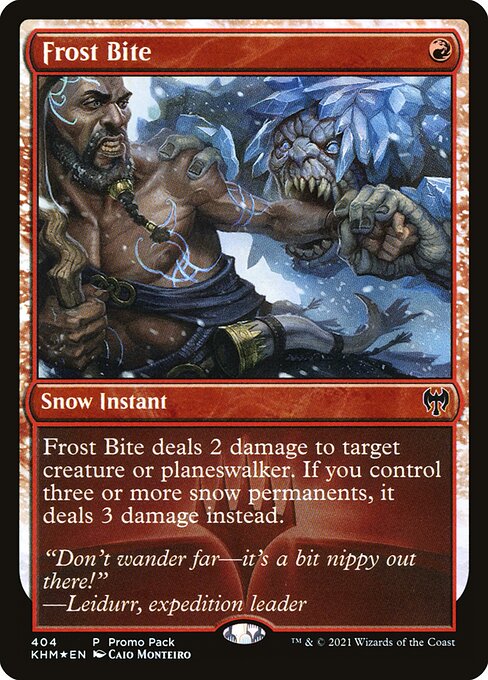 Frost Bite
Snow Instant
Frost Bite deals 2 damage to target
creature or planeswalker. If you control
three or more snow permanents, it
deals 3 damage instead.
“Don’t wander far—it’s a bit nippy out
there!”
—Leidurr, expedition leader
404 P Promo Pack
KHM★EN Caio Monteiro
™ & © 2021 Wizards of the Coast